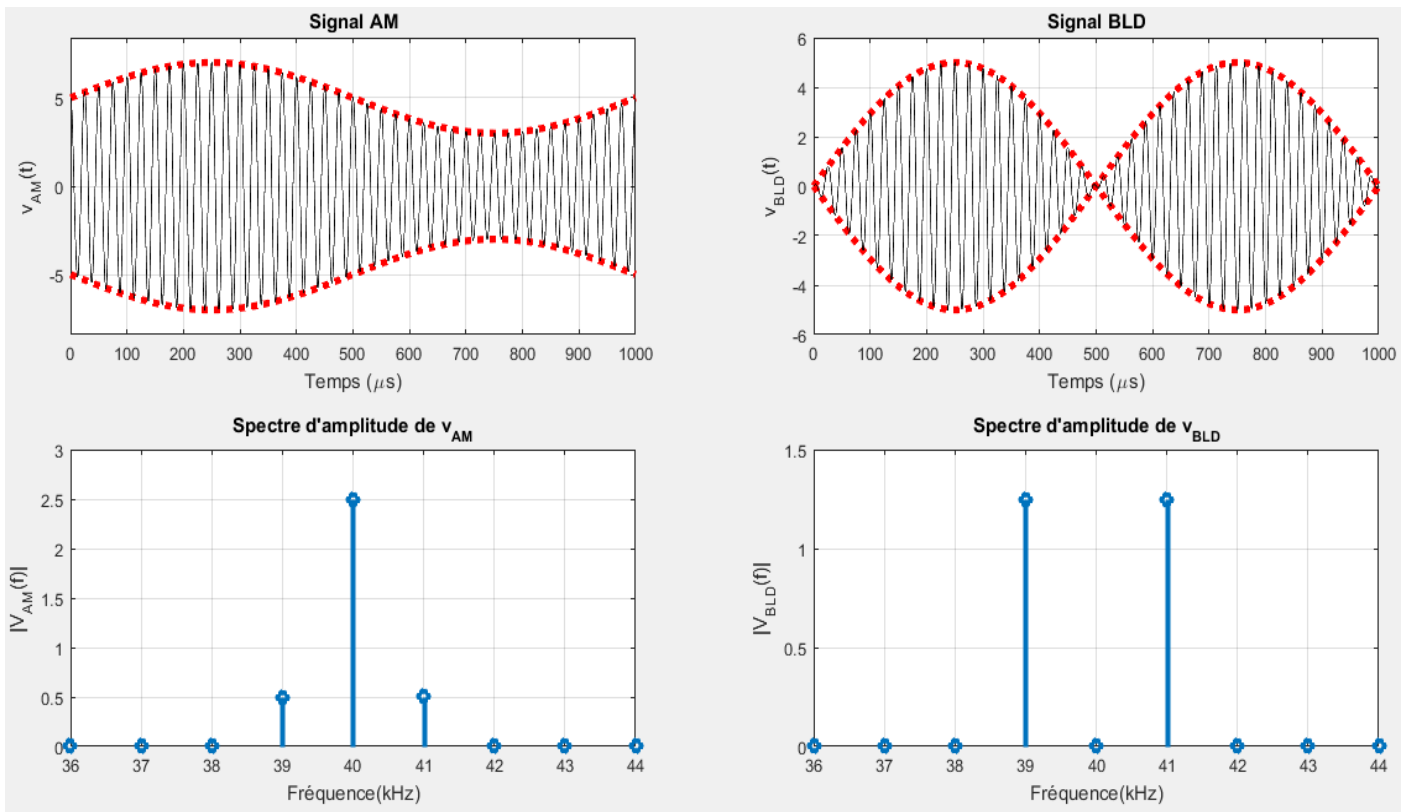 Signal AM
v_AM(t)
5
0
-5
0 100 200 300 400 500 600 700 800 900 1000
Temps (μs)
Signal BLD
v_BLD(t)
6
4
2
0
-2
-4
-6
0 100 200 300 400 500 600 700 800 900 1000
Temps (μs)
Spectre d'amplitude de v_AM
|V_AM(f)|
3
2.5
2
1.5
1
0.5
0
36 37 38 39 40 41 42 43 44
Fréquence(kHz)
Spectre d'amplitude de v_BLD
|V_BLD(f)|
1.5
1
0.5
0
36 37 38 39 40 41 42 43 44
Fréquence(kHz)